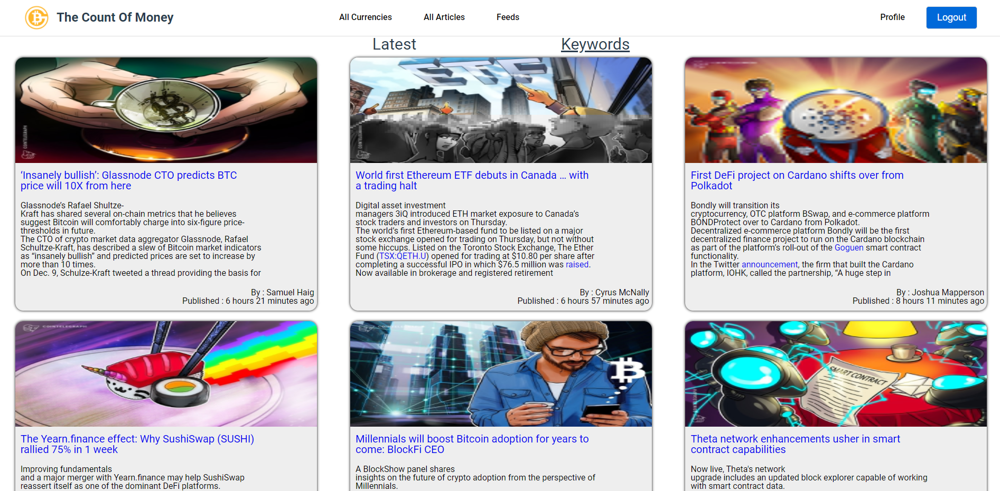 The Count Of Money
All Currencies
All Articles
Feeds
Profile
Logout
Latest
Keywords
COINTELEGRAPH
‘Insanely bullish’: Glassnode CTO predicts BTC
price will 10X from here
Glassnode’s Rafael Shultze-
Kraft has shared several on-chain metrics that he believes
suggest Bitcoin will comfortably charge into six-figure price-
thresholds in future.
The CTO of crypto market data aggregator Glassnode, Rafael
Schultze-Kraft, has described a slew of Bitcoin market indicators
as “insanely bullish” and predicted prices are set to increase by
more than 10 times.
On Dec. 9, Schulze-Kraft tweeted a thread providing the basis for
By : Samuel Haig
Published : 6 hours 21 minutes ago
ETF
COINTELEGRAPH
World first Ethereum ETF debuts in Canada … with
a trading halt
Digital asset investment
managers 3iQ introduced ETH market exposure to Canada’s
stock traders and investors on Thursday.
The world’s first Ethereum-based fund to be listed on a major
stock exchange opened for trading on Thursday, but not without
some hiccups. Listed on the Toronto Stock Exchange, The Ether
Fund (TSX:QETH.U) opened for trading at $10.80 per share after
completing a successful IPO in which $76.5 million was raised.
Now available in brokerage and registered retirement
By : Cyrus McNally
Published : 6 hours 57 minutes ago
First DeFi project on Cardano shifts over from
Polkadot
Bondly will transition its
cryptocurrency, OTC platform BSwap, and e-commerce platform
BONDProtect over to Cardano from Polkadot.
Decentralized e-commerce platform Bondly will be the first
decentralized finance project to run on the Cardano blockchain
as part of the platform’s roll-out of the Goguen smart contract
functionality.
In the Twitter announcement, the firm that built the Cardano
platform, IOHK, called the partnership, “A huge step in
By : Joshua Mapperson
Published : 8 hours 11 minutes ago
COINTELEGRAPH
The Yearn.finance effect: Why SushiSwap (SUSHI)
rallied 75% in 1 week
Improving fundamentals
and a major merger with Yearn.finance may help SushiSwap
reassert itself as one of the dominant DeFi platforms.
Millennials will boost Bitcoin adoption for years to
come: BlockFi CEO
A BlockShow panel shares
insights on the future of crypto adoption from the perspective of
Millennials.
SMART CONTRACT
COINTELEGRAPH
Theta network enhancements usher in smart
contract capabilities
Now live, Theta's network
upgrade includes an updated block explorer capable of working
with smart contract data.